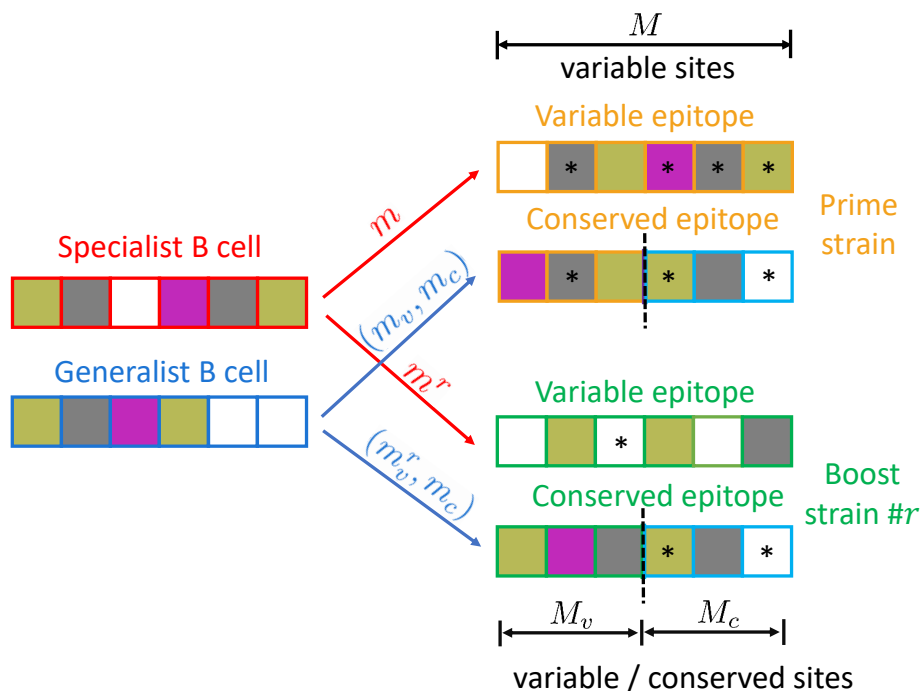 M
variable sites
Variable epitope
* * * *
Conserved epitope
* * *
Prime
strain
Specialist B cell
Generalist B cell
m
(m_v, m_c)
m^r
(m_v^r, m_c)
Variable epitope
*
Conserved epitope
* *
Boost
strain #r
M_v
M_c
variable / conserved sites